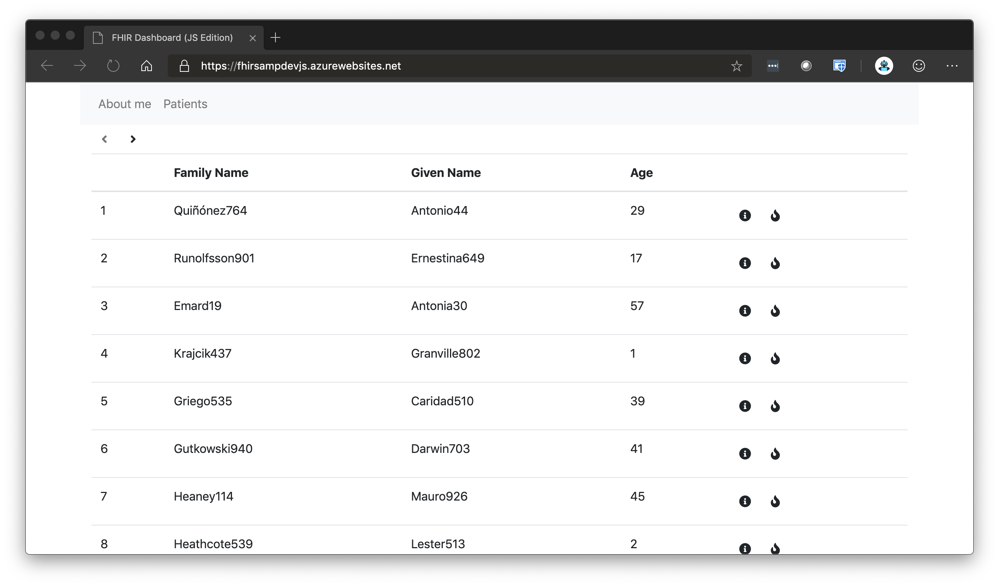 FHIR Dashboard (JS Edition)
https://fhirsampdevjs.azurewebsites.net
About me Patients
Family Name Given Name Age
1 Quiñónez764 Antonio44 29
2 Runolfsson901 Ernestina649 17
3 Emard19 Antonia30 57
4 Krajcik437 Granville802 1
5 Griego535 Caridad510 39
6 Gutkowski940 Darwin703 41
7 Heaney114 Mauro926 45
8 Heathcote539 Lester513 2